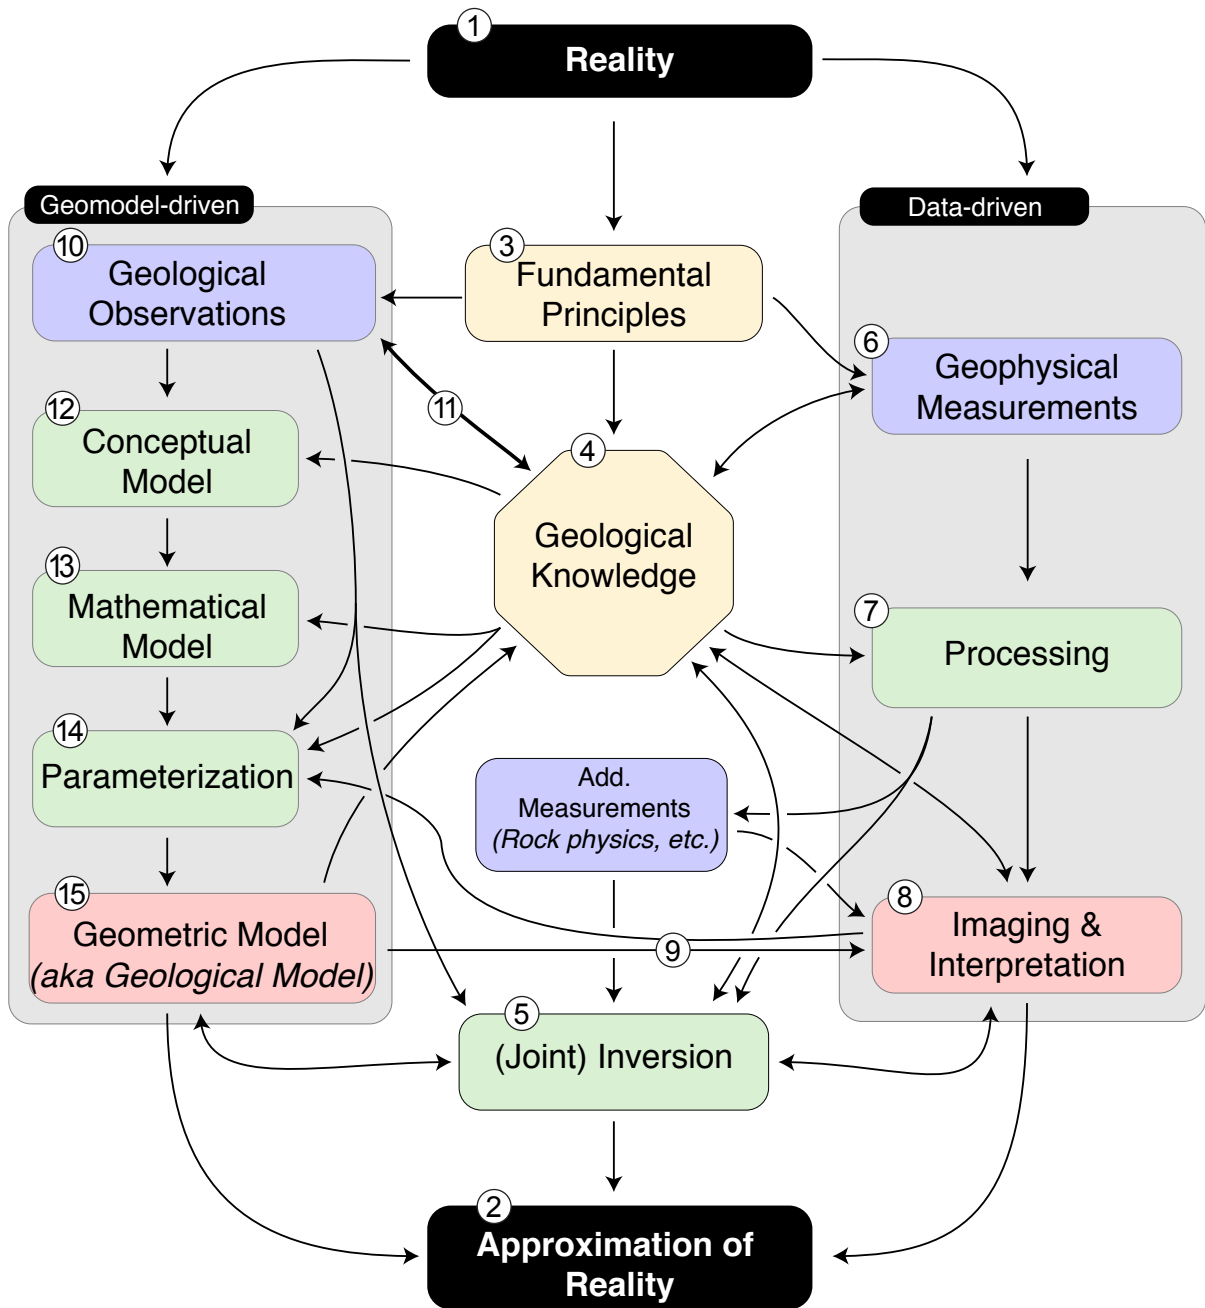 1
Reality
Geomodel-driven
Data-driven
10
Geological
Observations
3
Fundamental
Principles
6
Geophysical
Measurements
11
12
Conceptual
Model
4
Geological
Knowledge
13
Mathematical
Model
7
Processing
14
Parameterization
Add.
Measurements
(Rock physics, etc.)
15
Geometric Model
(aka Geological Model)
9
8
Imaging &
Interpretation
5
(Joint) Inversion
2
Approximation of
Reality